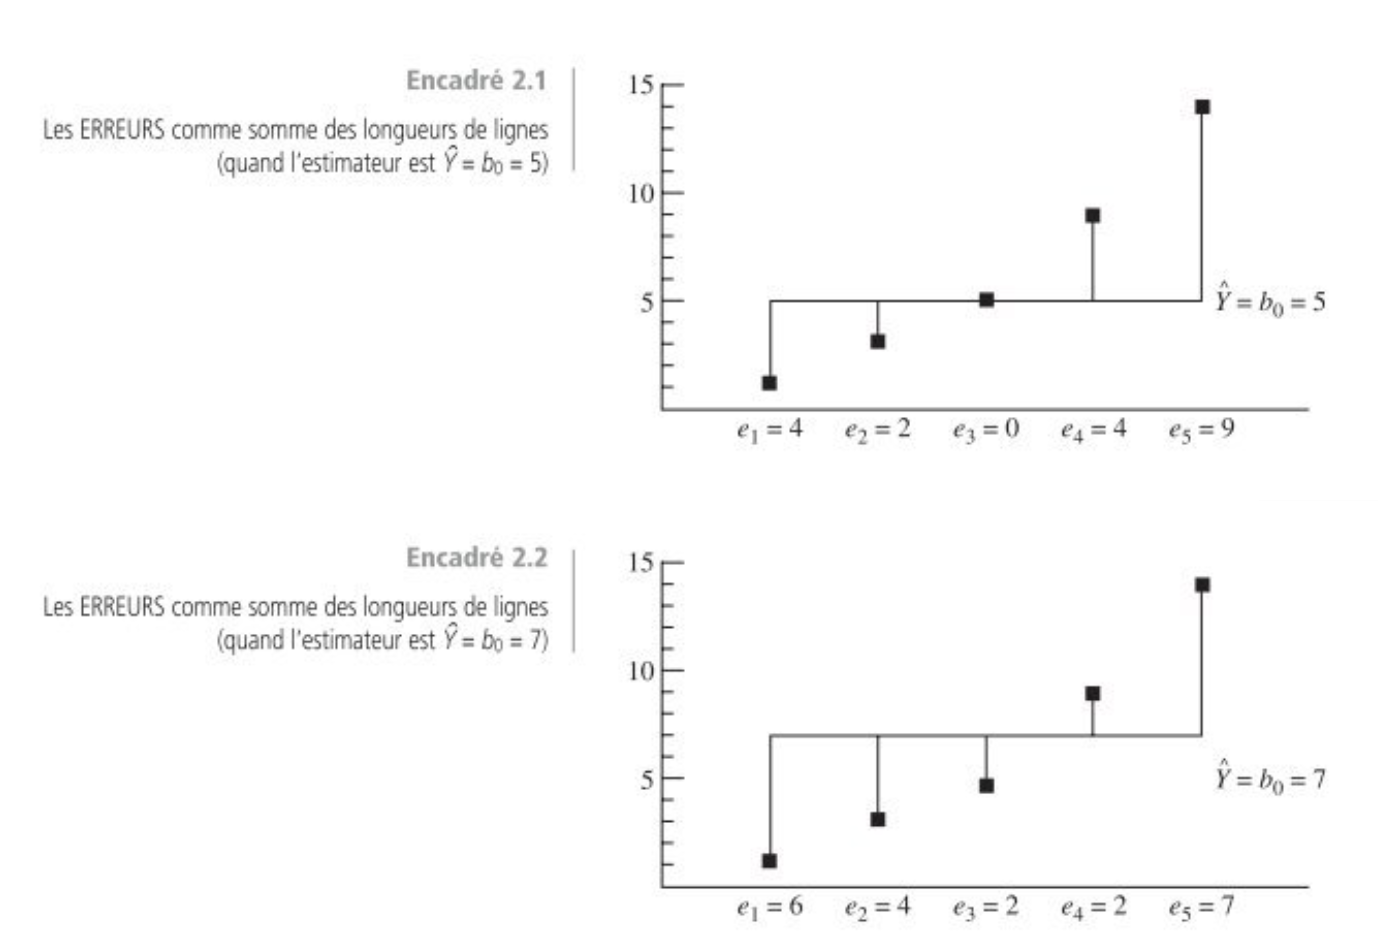 Encadré 2.1
Les ERREURS comme somme des longueurs de lignes
(quand l'estimateur est Ŷ = b₀ = 5)
15
10
5
Ŷ = b₀ = 5
e₁ = 4 e₂ = 2 e₃ = 0 e₄ = 4 e₅ = 9
Encadré 2.2
Les ERREURS comme somme des longueurs de lignes
(quand l'estimateur est Ŷ = b₀ = 7)
15
10
5
Ŷ = b₀ = 7
e₁ = 6 e₂ = 4 e₃ = 2 e₄ = 2 e₅ = 7